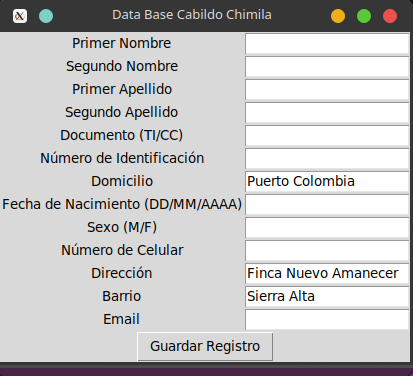 Data Base Cabildo Chimila
Primer Nombre
Segundo Nombre
Primer Apellido
Segundo Apellido
Documento (TI/CC)
Número de Identificación
Domicilio Puerto Colombia
Fecha de Nacimiento (DD/MM/AAAA)
Sexo (M/F)
Número de Celular
Dirección Finca Nuevo Amanecer
Barrio Sierra Alta
Email
Guardar Registro